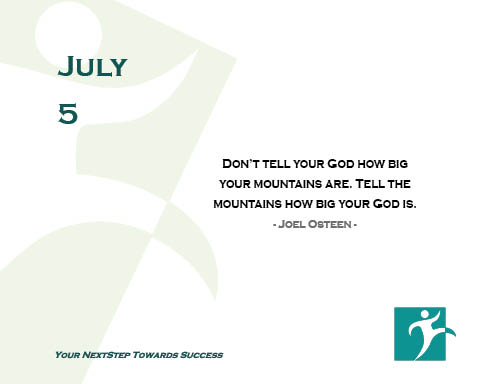 July
5
Don't tell your God how big
your mountains are. Tell the
mountains how big your God is.
- Joel Osteen -
Your NextStep Towards Success